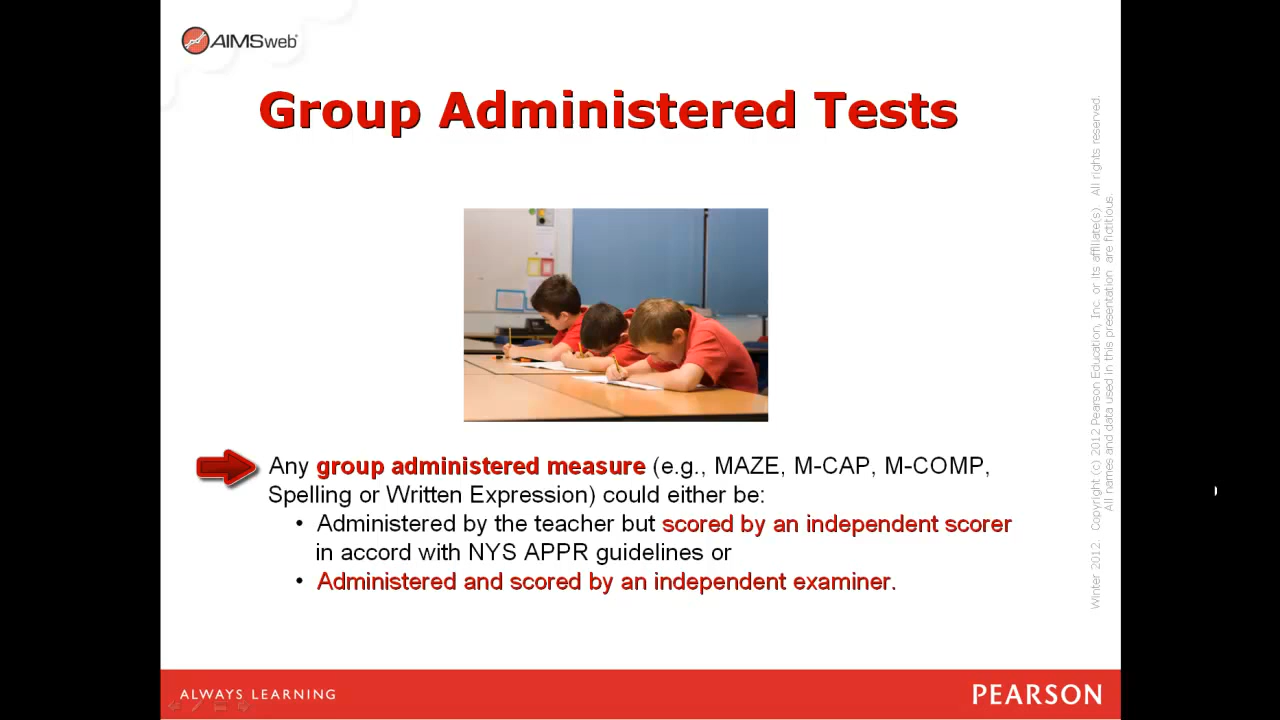 AIMSweb
Group Administered Tests
Any group administered measure (e.g., MAZE, M-CAP, M-COMP,
Spelling or Written Expression) could either be:
• Administered by the teacher but scored by an independent scorer
in accord with NYS APPR guidelines or
• Administered and scored by an independent examiner.
Winter 2012. Copyright (c) 2012 Pearson Education, Inc. or its affiliate(s). All rights reserved.
All names and data used in this presentation are fictitious.
ALWAYS LEARNING
PEARSON